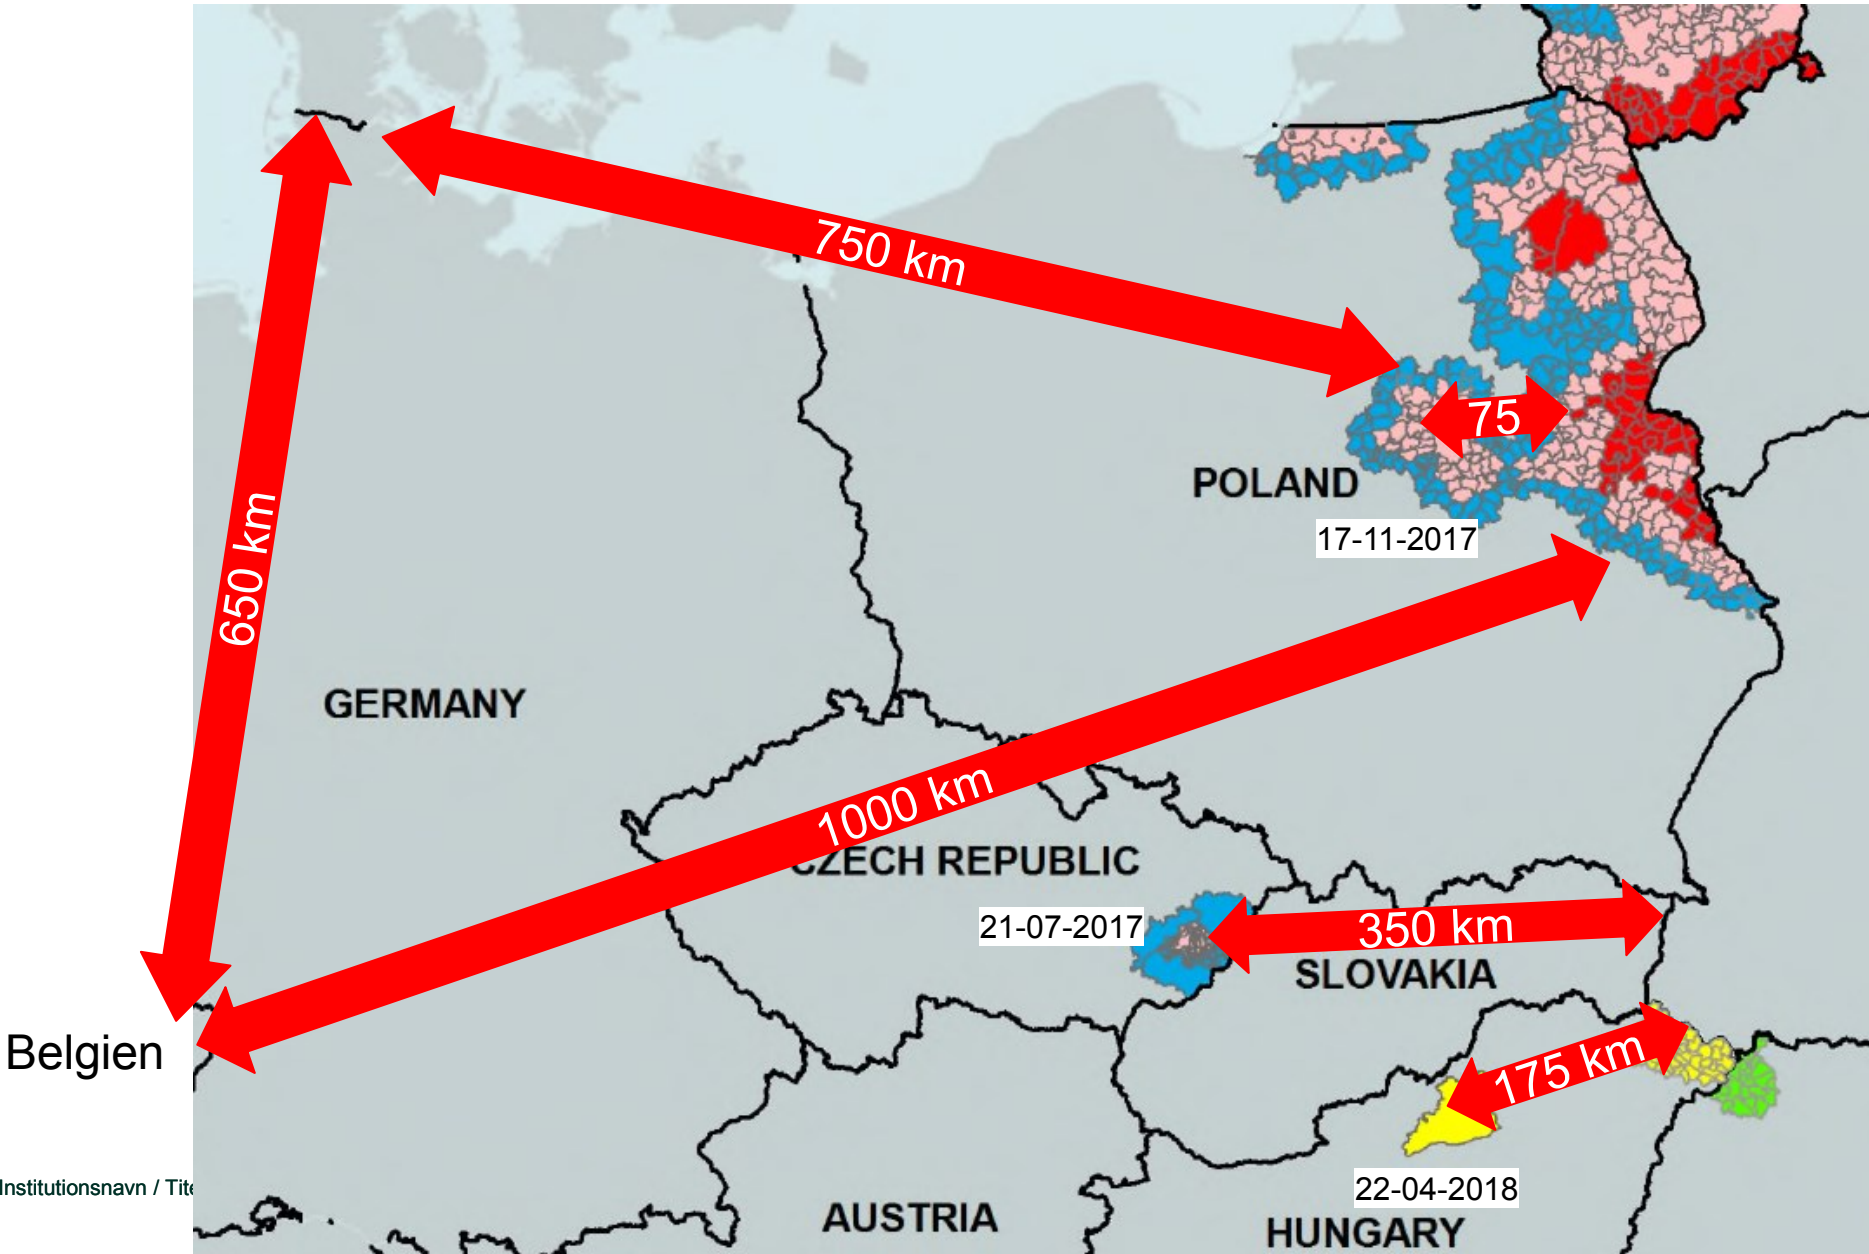 750 km
75
POLAND
17-11-2017
650 km
GERMANY
1000 km
CZECH REPUBLIC
21-07-2017
350 km
SLOVAKIA
Belgien
175 km
Institutionsnavn /
22-04-2018
AUSTRIA
HUNGARY